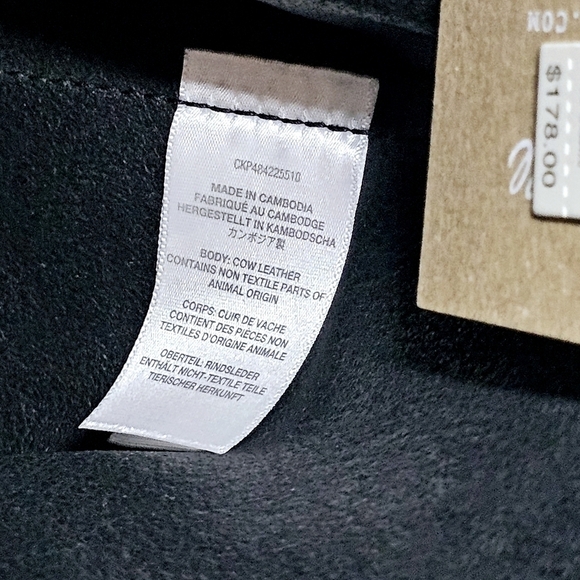 CKP484225510
MADE IN CAMBODIA
FABRIQUÉ AU CAMBODGE
HERGESTELLT IN KAMBODSCHA
カンボジア製
BODY: COW LEATHER
CONTAINS NON TEXTILE PARTS OF
ANIMAL ORIGIN
CORPS: CUIR DE VACHE
CONTIENT DES PIÈCES NON
TEXTILES D'ORIGINE ANIMALE
OBERTEIL: RINDSLEDER
ENTHÄLT NICHT-TEXTILE TEILE
TIERISCHER HERKUNFT
.COM
$178.00